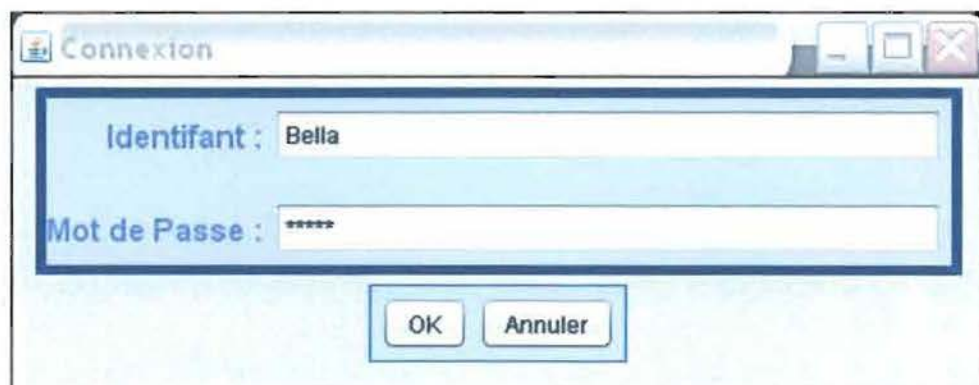 Connexion
Identifant : Bella
Mot de Passe : *****
OK Annuler